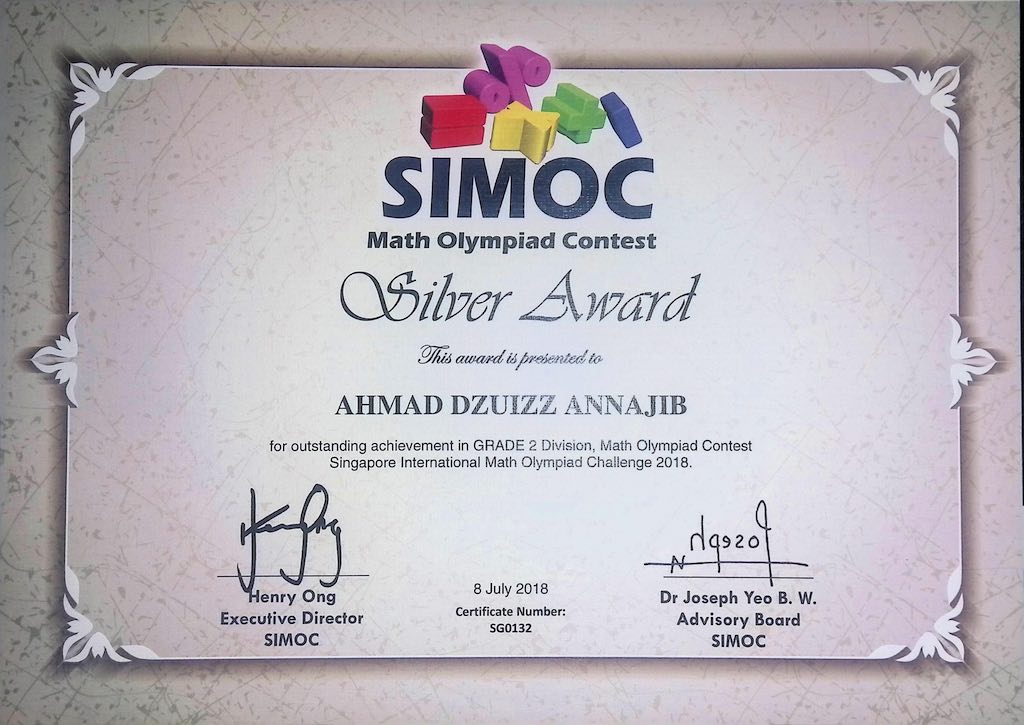 SIMOC
Math Olympiad Contest
Silver Award
This award is presented to
AHMAD DZUIZZ ANNAJIB
for outstanding achievement in GRADE 2 Division, Math Olympiad Contest
Singapore International Math Olympiad Challenge 2018.
Henry Ong
Executive Director
SIMOC
8 July 2018
Certificate Number:
SG0132
Dr Joseph Yeo B. W.
Advisory Board
SIMOC